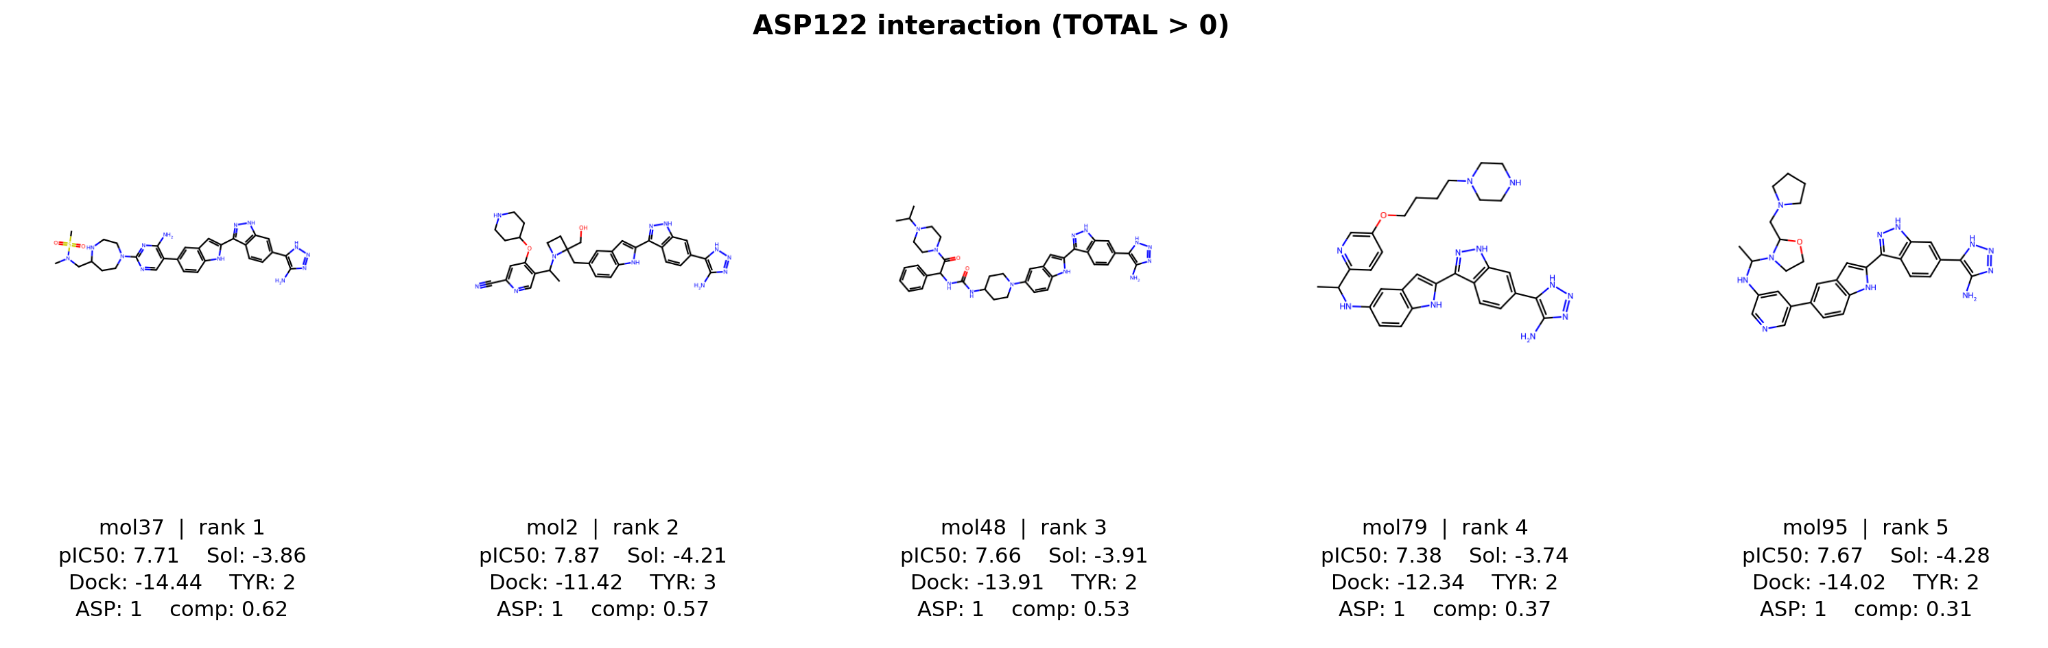 ASP122 interaction (TOTAL > 0)
mol37 | rank 1
pIC50: 7.71 Sol: -3.86
Dock: -14.44 TYR: 2
ASP: 1 comp: 0.62
mol2 | rank 2
pIC50: 7.87 Sol: -4.21
Dock: -11.42 TYR: 3
ASP: 1 comp: 0.57
mol48 | rank 3
pIC50: 7.66 Sol: -3.91
Dock: -13.91 TYR: 2
ASP: 1 comp: 0.53
mol79 | rank 4
pIC50: 7.38 Sol: -3.74
Dock: -12.34 TYR: 2
ASP: 1 comp: 0.37
mol95 | rank 5
pIC50: 7.67 Sol: -4.28
Dock: -14.02 TYR: 2
ASP: 1 comp: 0.31